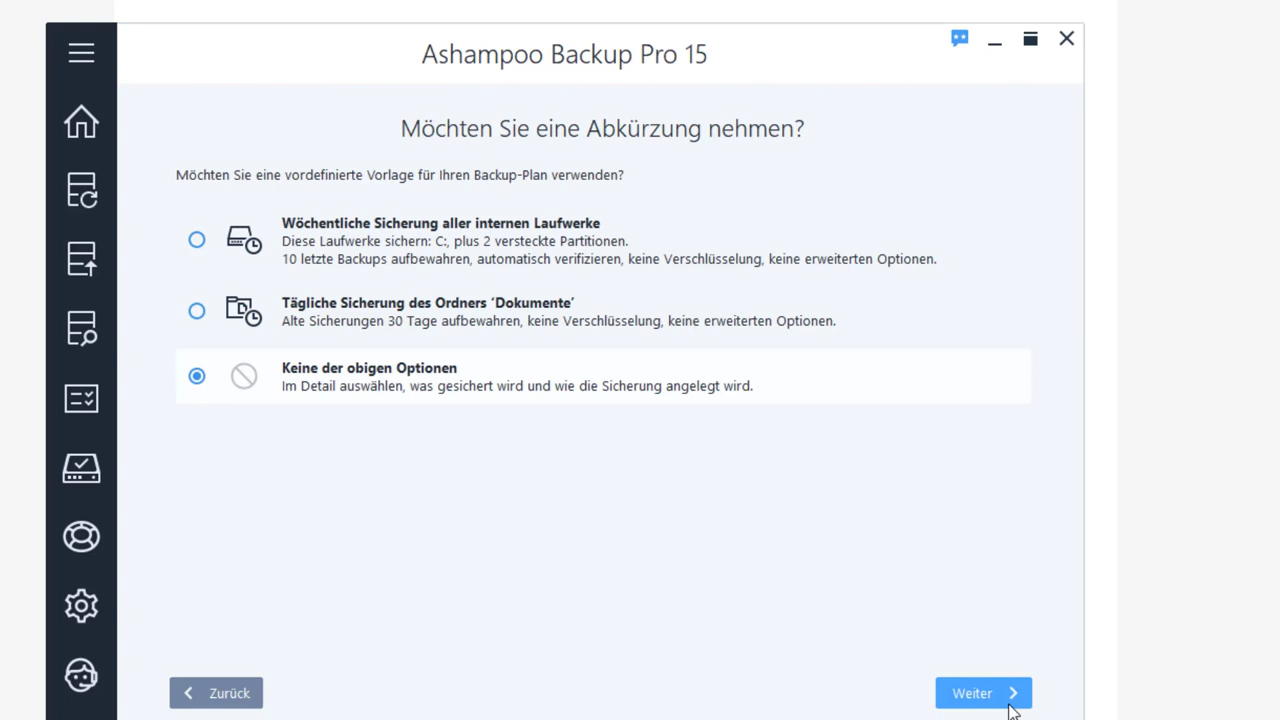 Ashampoo Backup Pro 15
Möchten Sie eine Abkürzung nehmen?
Möchten Sie eine vordefinierte Vorlage für Ihren Backup-Plan verwenden?
Wöchentliche Sicherung aller internen Laufwerke
Diese Laufwerke sichern: C:, plus 2 versteckte Partitionen.
10 letzte Backups aufbewahren, automatisch verifizieren, keine Verschlüsselung, keine erweiterten Optionen.
Tägliche Sicherung des Ordners ‘Dokumente’
Alte Sicherungen 30 Tage aufbewahren, keine Verschlüsselung, keine erweiterten Optionen.
Keine der obigen Optionen
Im Detail auswählen, was gesichert wird und wie die Sicherung angelegt wird.
Zurück
Weiter